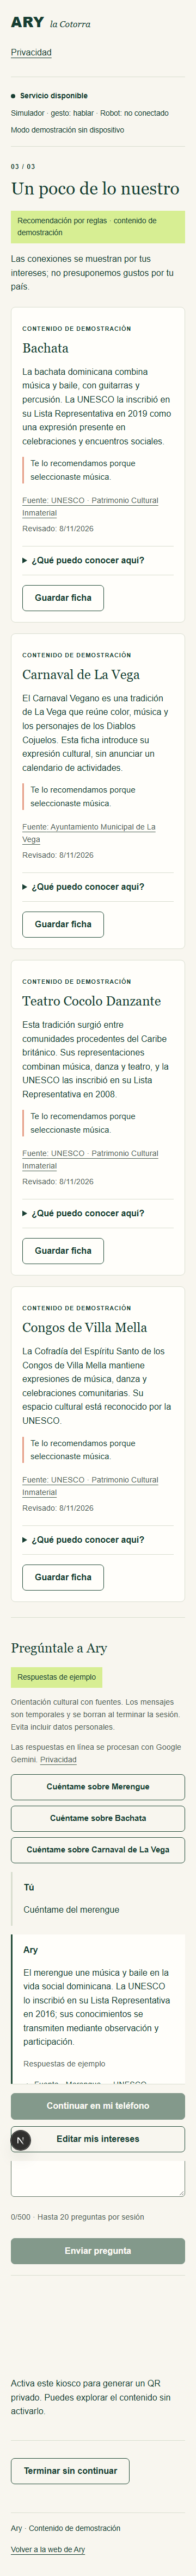 ARY la Cotorra
Privacidad
Servicio disponible
Simulador · gesto: hablar · Robot: no conectado
Modo demostración sin dispositivo
03 / 03
Un poco de lo nuestro
Recomendación por reglas · contenido de
demostración
Las conexiones se muestran por tus
intereses; no presuponemos gustos por tu
país.
CONTENIDO DE DEMOSTRACIÓN
Bachata
La bachata dominicana combina
música y baile, con guitarras y
percusión. La UNESCO la inscribió en
su Lista Representativa en 2019 como
una expresión presente en
celebraciones y encuentros sociales.
Te lo recomendamos porque
seleccionaste música.
Fuente: UNESCO · Patrimonio Cultural
Inmaterial
Revisado: 8/11/2026
¿Qué puedo conocer aquí?
Guardar ficha
CONTENIDO DE DEMOSTRACIÓN
Carnaval de La Vega
El Carnaval Vegano es una tradición
de La Vega que reúne color, música y
los personajes de los Diablos
Cojuelos. Esta ficha introduce su
expresión cultural, sin anunciar un
calendario de actividades.
Te lo recomendamos porque
seleccionaste música.
Fuente: Ayuntamiento Municipal de La
Vega
Revisado: 8/11/2026
¿Qué puedo conocer aquí?
Guardar ficha
CONTENIDO DE DEMOSTRACIÓN
Teatro Cocolo Danzante
Esta tradición surgió entre
comunidades procedentes del Caribe
británico. Sus representaciones
combinan música, danza y teatro, y la
UNESCO las inscribió en su Lista
Representativa en 2008.
Te lo recomendamos porque
seleccionaste música.
Fuente: UNESCO · Patrimonio Cultural
Inmaterial
Revisado: 8/11/2026
¿Qué puedo conocer aquí?
Guardar ficha
CONTENIDO DE DEMOSTRACIÓN
Congos de Villa Mella
La Cofradía del Espíritu Santo de los
Congos de Villa Mella mantiene
expresiones de música, danza y
celebraciones comunitarias. Su
espacio cultural está reconocido por la
UNESCO.
Te lo recomendamos porque
seleccionaste música.
Fuente: UNESCO · Patrimonio Cultural
Inmaterial
Revisado: 8/11/2026
¿Qué puedo conocer aquí?
Guardar ficha
Pregúntale a Ary
Respuestas de ejemplo
Orientación cultural con fuentes. Los mensajes
son temporales y se borran al terminar la sesión.
Evita incluir datos personales.
Las respuestas en línea se procesan con Google
Gemini. Privacidad
Cuéntame sobre Merengue
Cuéntame sobre Bachata
Cuéntame sobre Carnaval de La Vega
Tú
Cuéntame del merengue
Ary
El merengue une música y baile en la
vida social dominicana. La UNESCO
lo inscribió en su Lista Representativa
en 2016; sus conocimientos se
transmiten mediante observación y
participación.
Respuestas de ejemplo
Fuente · Merengue — UNESCO
Continuar en mi teléfono
N
Editar mis intereses
0/500 · Hasta 20 preguntas por sesión
Enviar pregunta
Activa este kiosco para generar un QR
privado. Puedes explorar el contenido sin
activarlo.
Terminar sin continuar
Ary · Contenido de demostración
Volver a la web de Ary